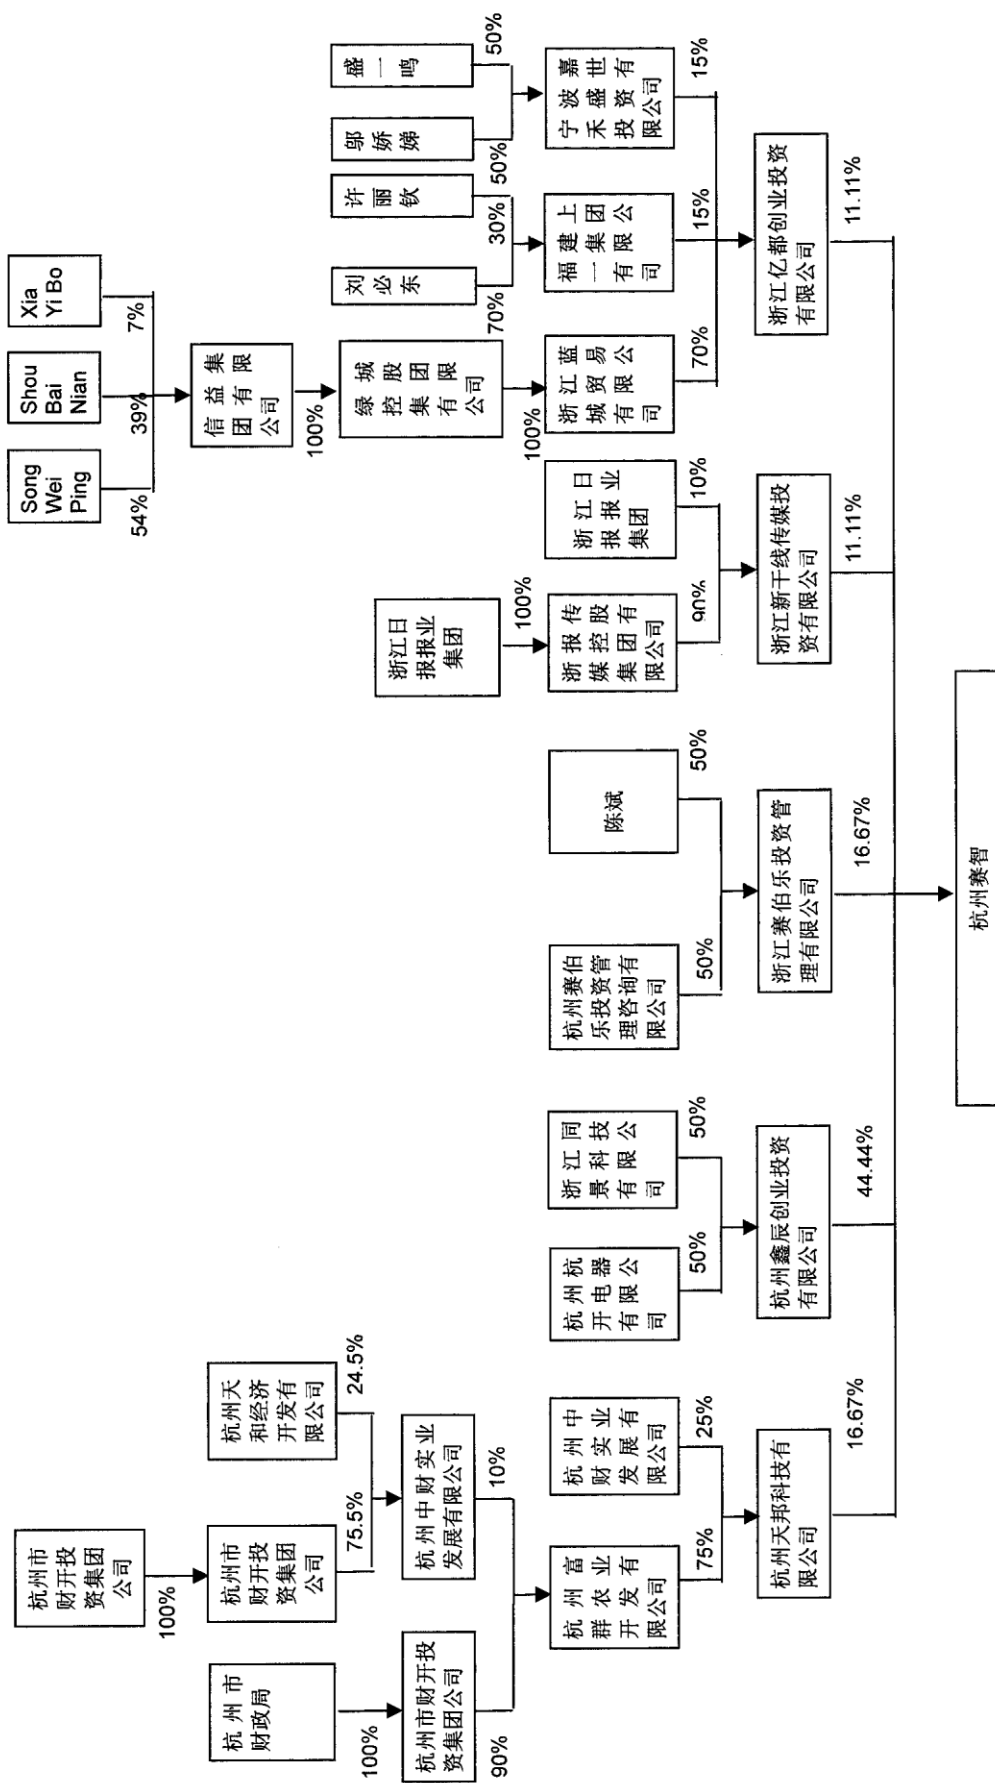 Song
Wei
Ping
Shou
Bai
Nian
Xia
Yi Bo
54%
39%
7%
杭州市
财开投
资集团
公司
信益集
团有限
公司
100%
100%
杭州市
财政局
杭州市
财开投
资集团
公司
杭州天
和经济
开发有
限公司
浙江日
报报业
集团
绿城
控股
集团
有限
公司
刘
必
东
许
丽
钦
邬
娇
娣
盛
一
鸣
100%
75.5%
24.5%
100%
100%
70%
30%
50%
50%
杭州市财开投
资集团公司
杭州中财实业
发展有限公司
90%
10%
杭州富
群农业
开发有
限公司
杭州中
财实业
发展有
限公司
杭州杭
开电器
有限公
司
浙江同
景科技
有限公
司
杭州赛伯
乐投资管
理咨询有
限公司
陈斌
浙报传
媒控股
集团有
限公司
浙江日
报报业
集团
浙江蓝
城贸易
有限公
司
福建上
一集团
有限公
司
宁波嘉
禾盛世
投资有
限公司
75%
25%
50%
50%
50%
50%
90%
10%
70%
15%
15%
杭州天邦科技有
限公司
杭州鑫辰创业投资
有限公司
浙江赛伯乐投资管
理有限公司
浙江新干线传媒投
资有限公司
浙江亿都创业投资
有限公司
16.67%
44.44%
16.67%
11.11%
11.11%
杭州赛智